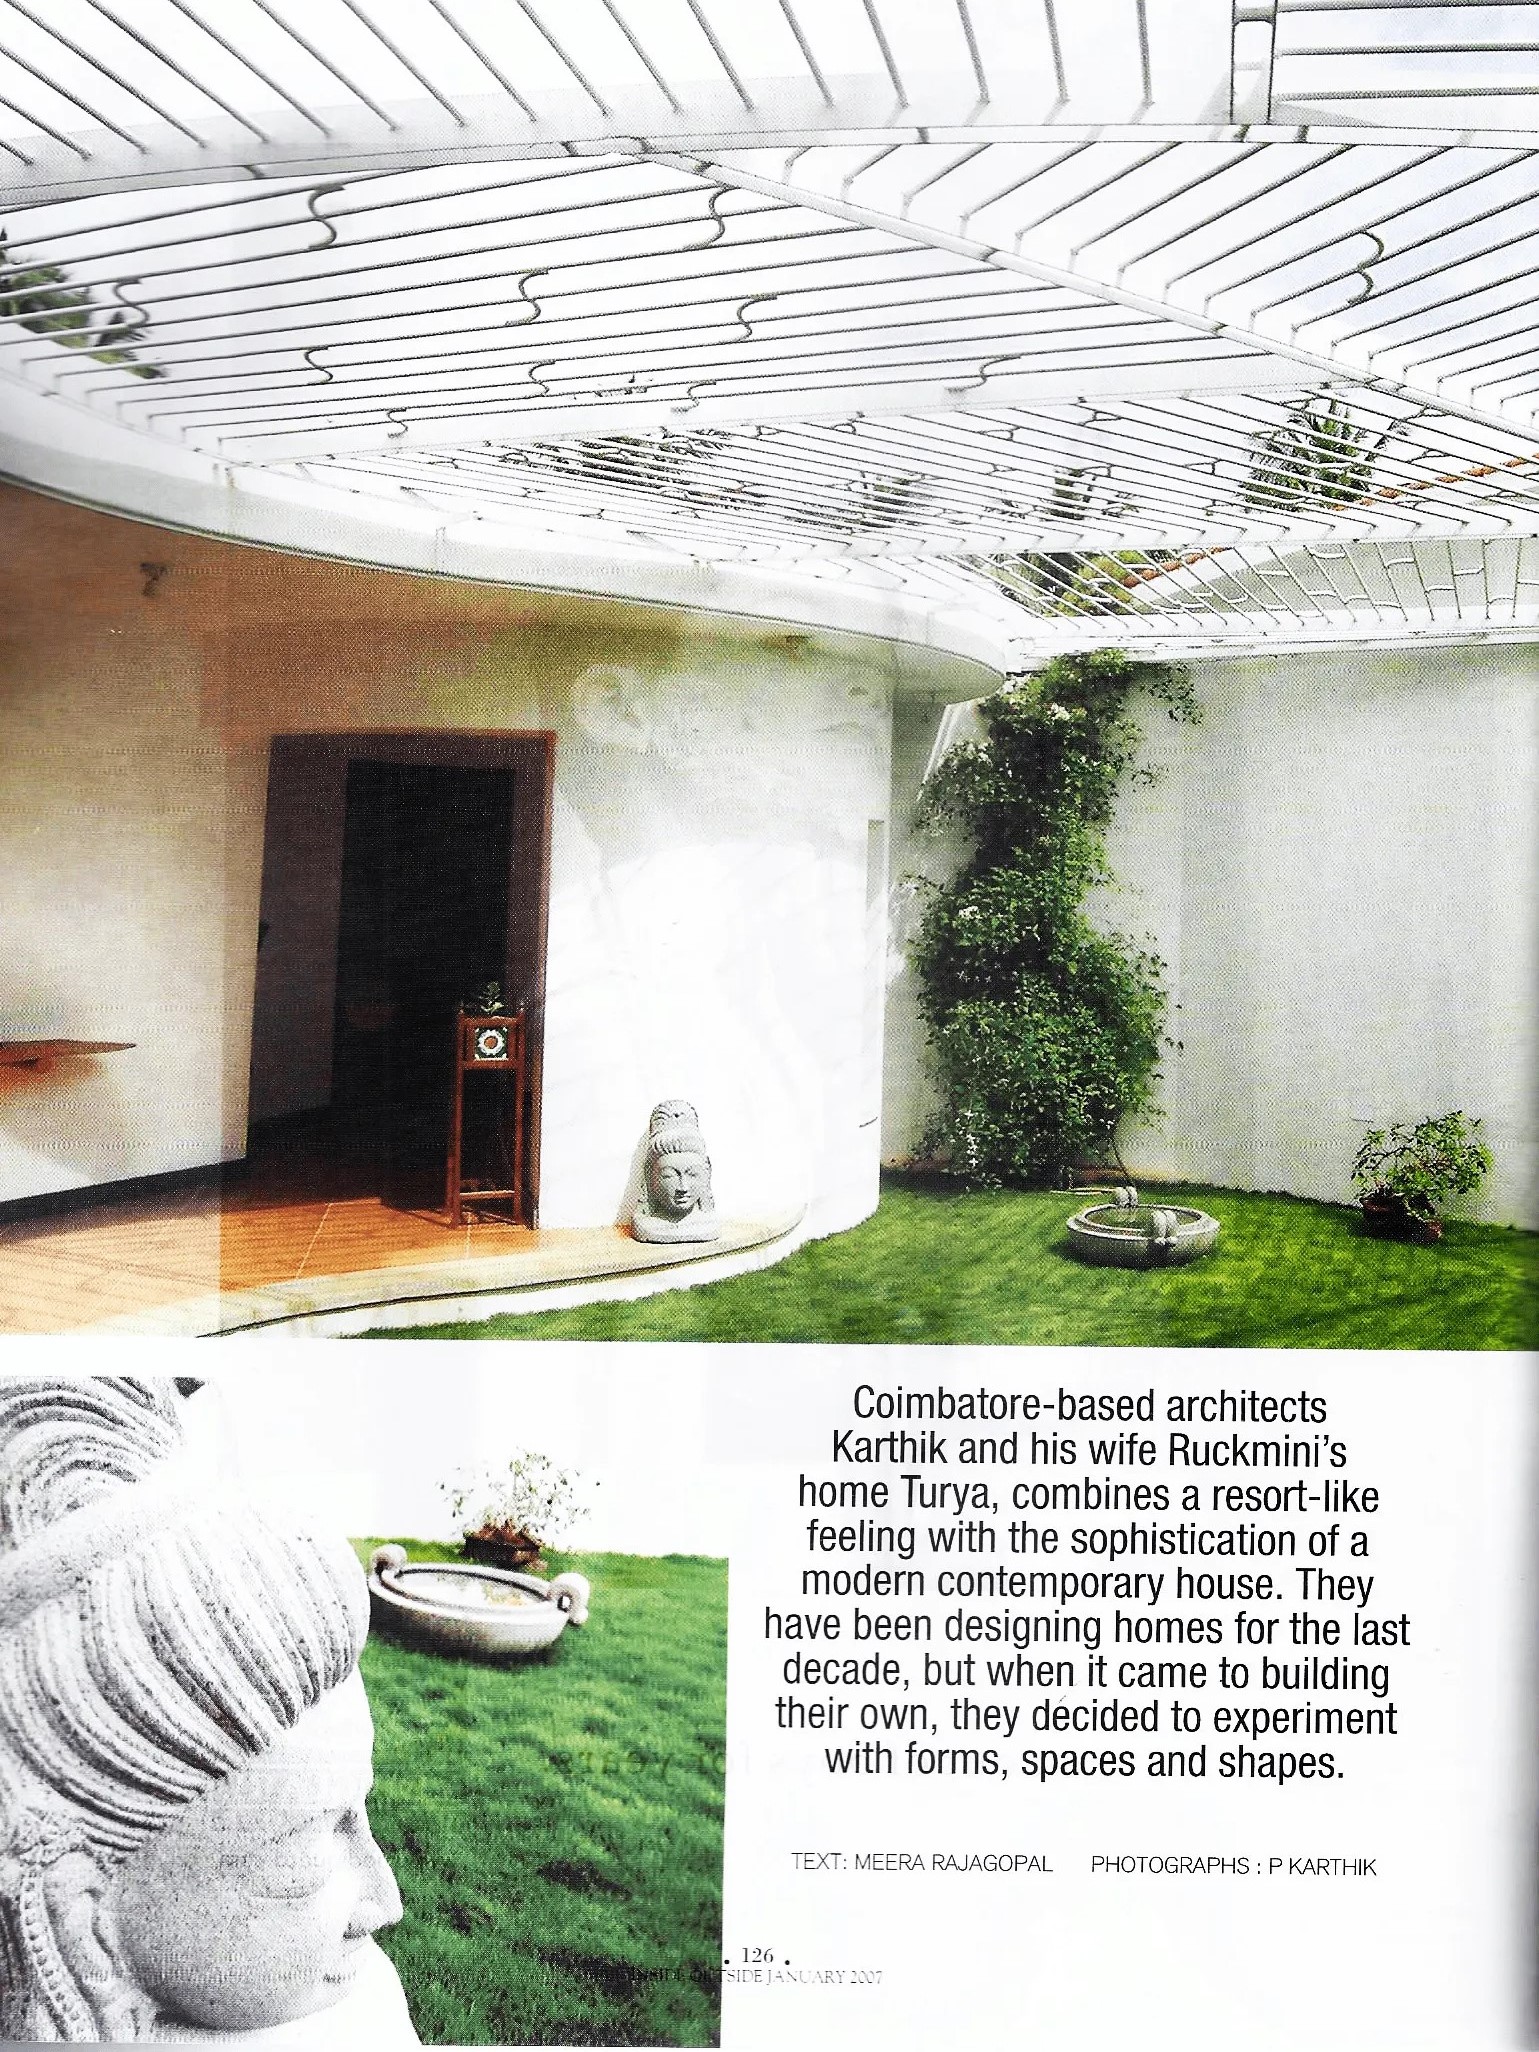 Coimbatore-based architects
Karthik and his wife Ruckmini's
home Turya, combines a resort-like
feeling with the sophistication of a
modern contemporary house. They
have been designing homes for the last
decade, but when it came to building
their own, they decided to experiment
with forms, spaces and shapes.
TEXT: MEERA RAJAGOPAL PHOTOGRAPHS : P KARTHIK
. 126 .
INSIDE OUTSIDE JANUARY 2007